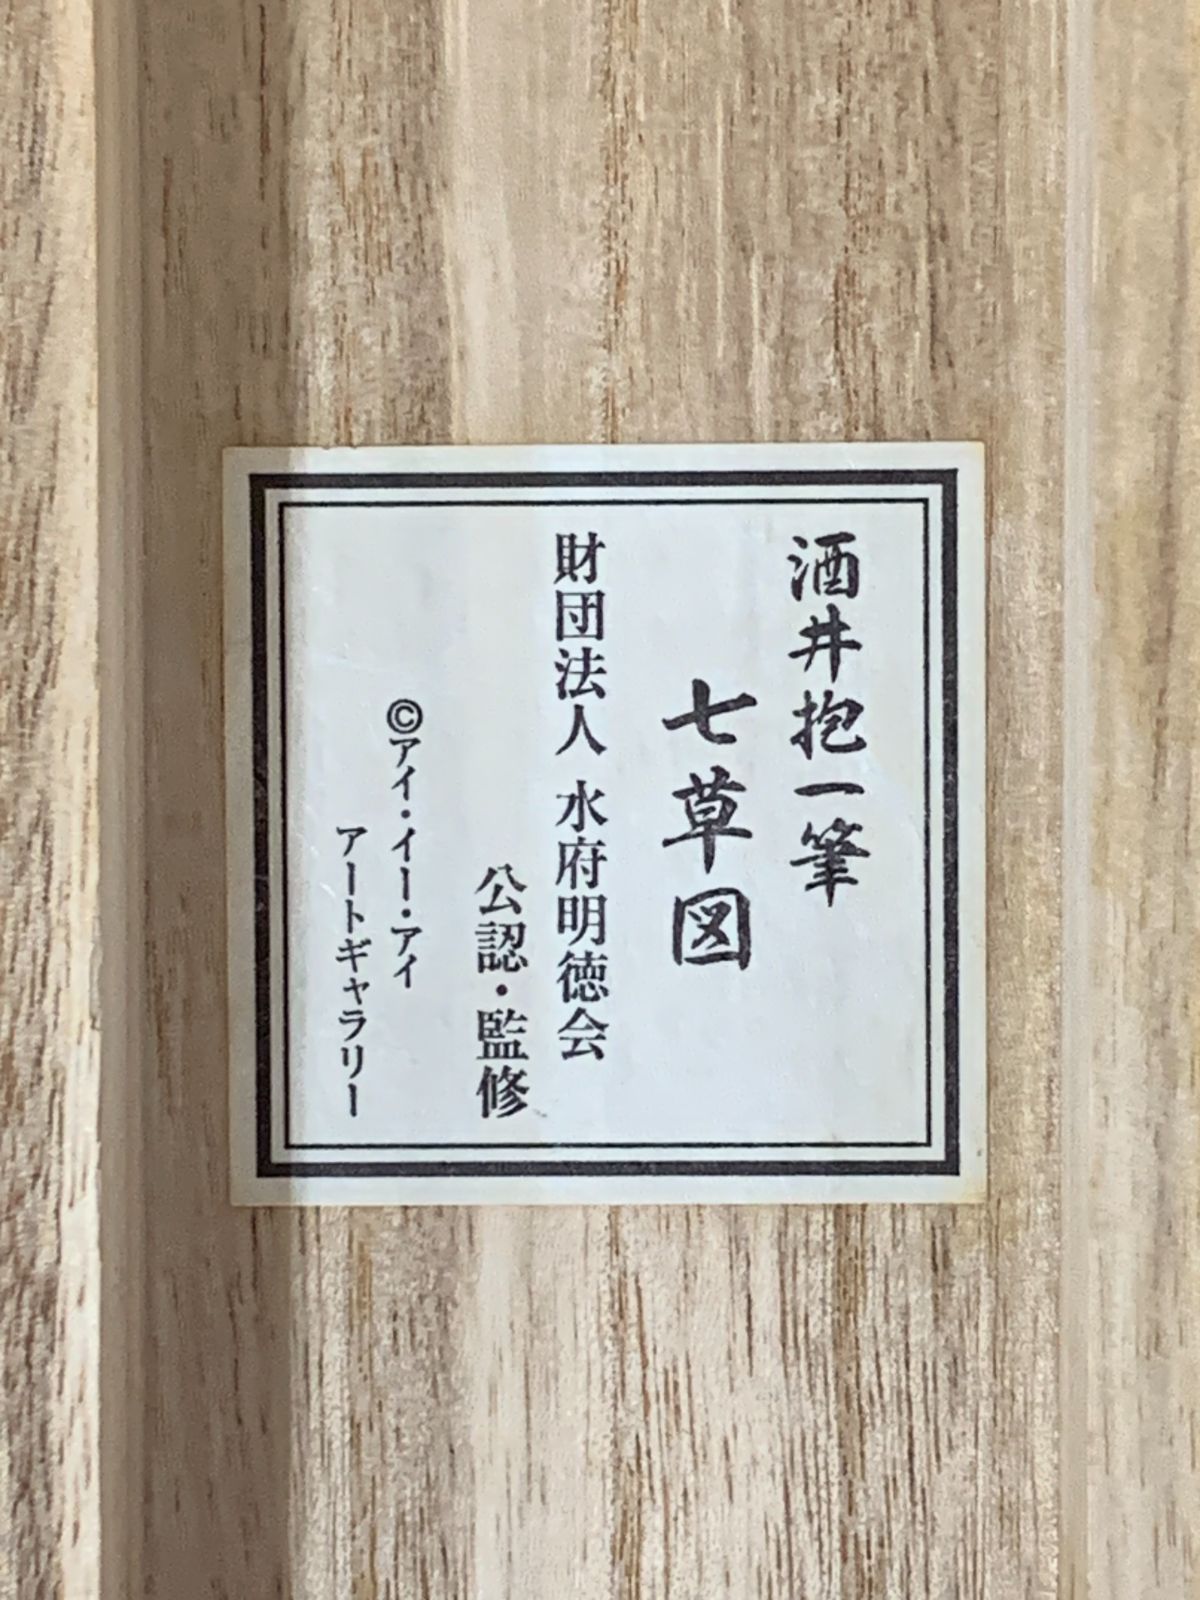 酒井抱一筆
七草図
財団法人 水府明徳会
公認・監修
©アイ・イー・アイ
アートギャラリー